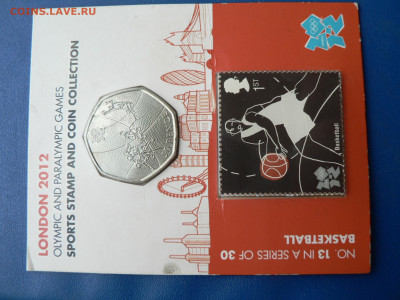 COINS.ЛАВЕ.RU
LONDON 2012
OLYMPIC AND PARALYMPIC GAMES
SPORTS STAMP AND COIN COLLECTION
1ST
Basketball
NO. 13 IN A SERIES OF 30
BASKETBALL